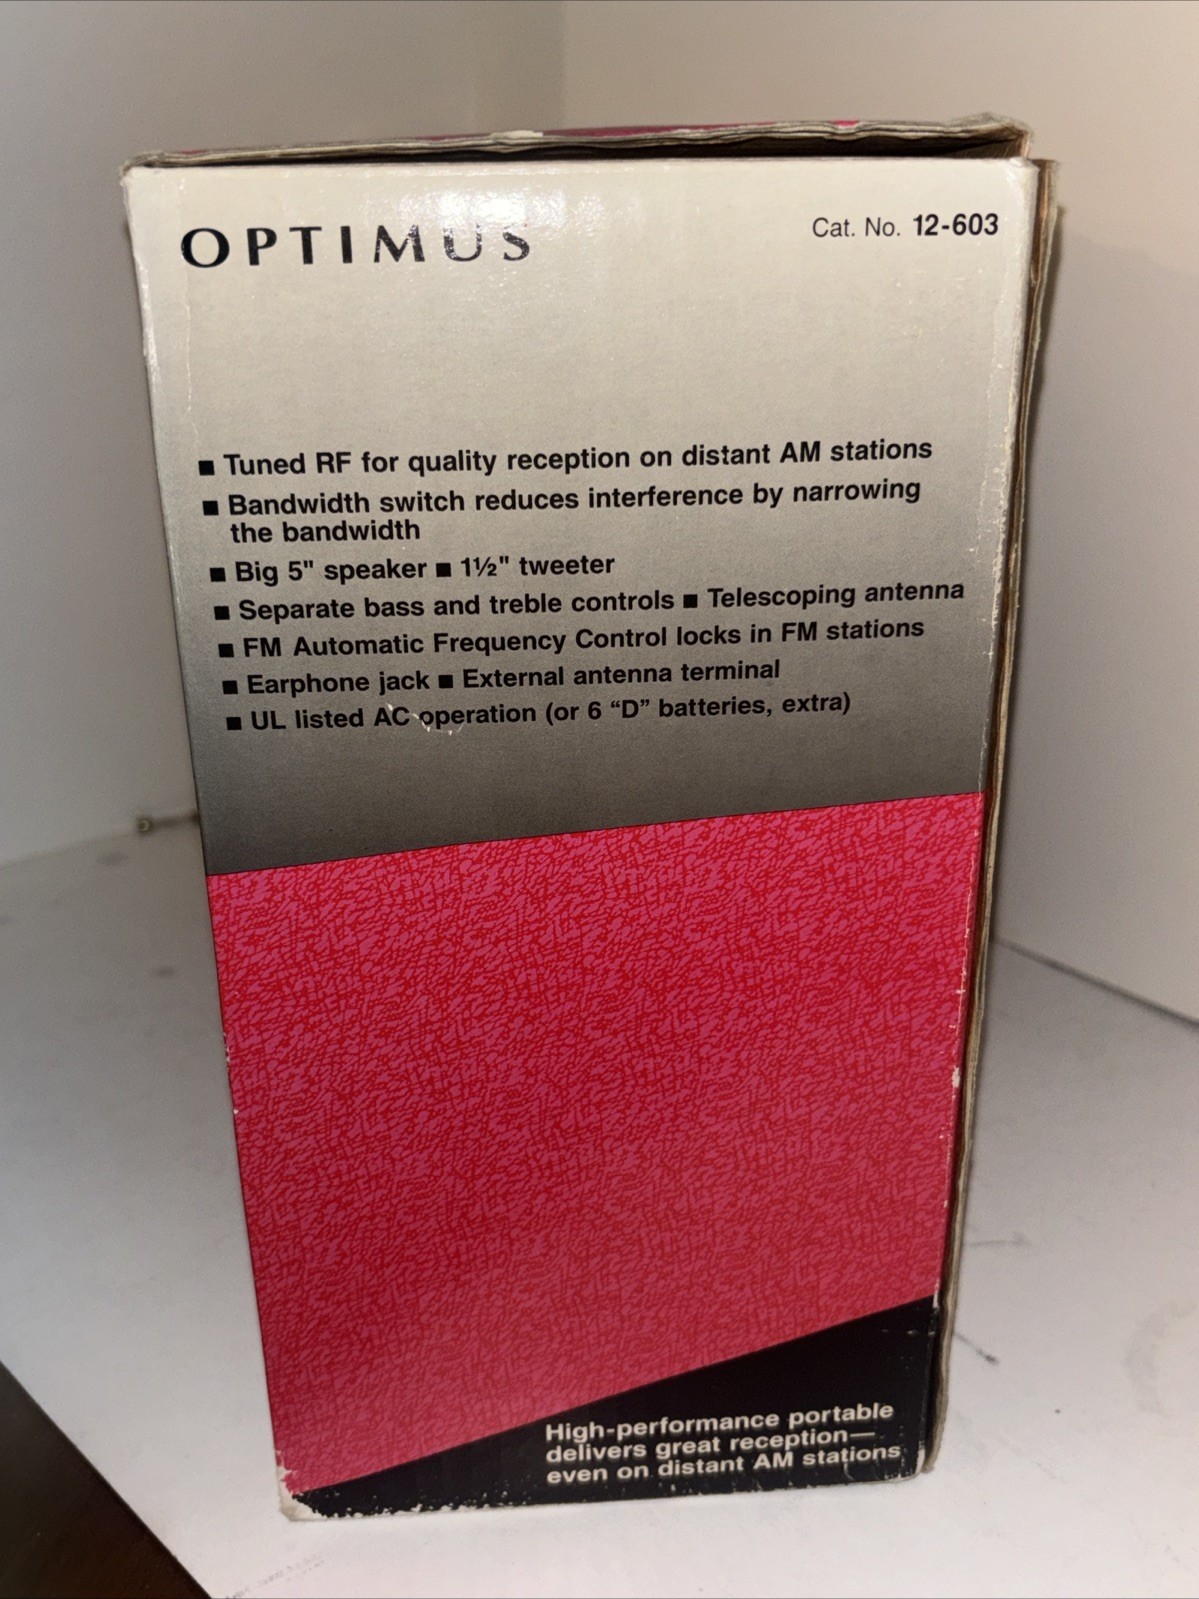 OPTIMUS
Cat. No. 12-603
■ Tuned RF for quality reception on distant AM stations
■ Bandwidth switch reduces interference by narrowing
the bandwidth
■ Big 5" speaker ■ 1½" tweeter
■ Separate bass and treble controls ■ Telescoping antenna
■ FM Automatic Frequency Control locks in FM stations
■ Earphone jack ■ External antenna terminal
■ UL listed AC operation (or 6 “D” batteries, extra)
High-performance portable
delivers great reception—
even on distant AM stations